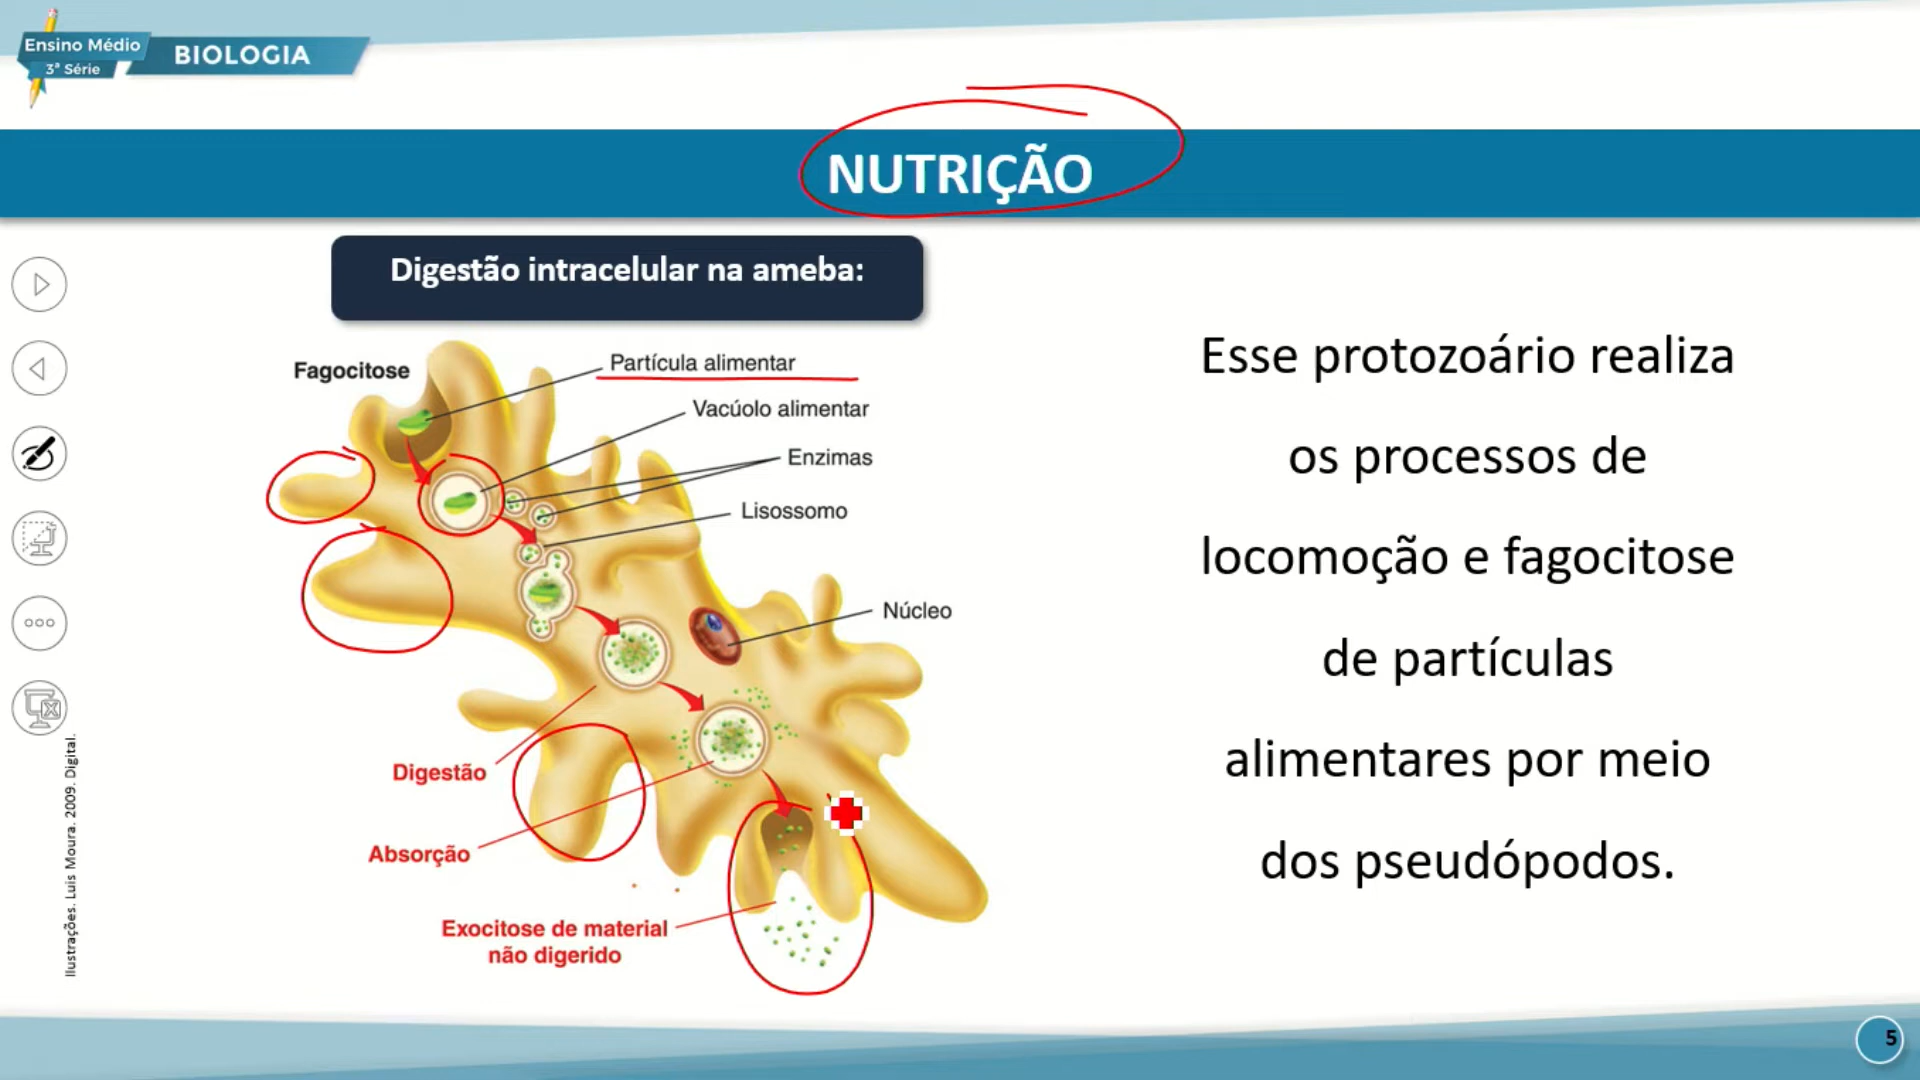 Ensino Médio
3ª Série
BIOLOGIA
NUTRIÇÃO
Digestão intracelular na ameba:
Fagocitose
Partícula alimentar
Vacúolo alimentar
Enzimas
Lisossomo
Núcleo
Digestão
Absorção
Exocitose de material
não digerido
Esse protozoário realiza
os processos de
locomoção e fagocitose
de partículas
alimentares por meio
dos pseudópodos.
Ilustrações. Luis Moura. 2009. Digital.
5